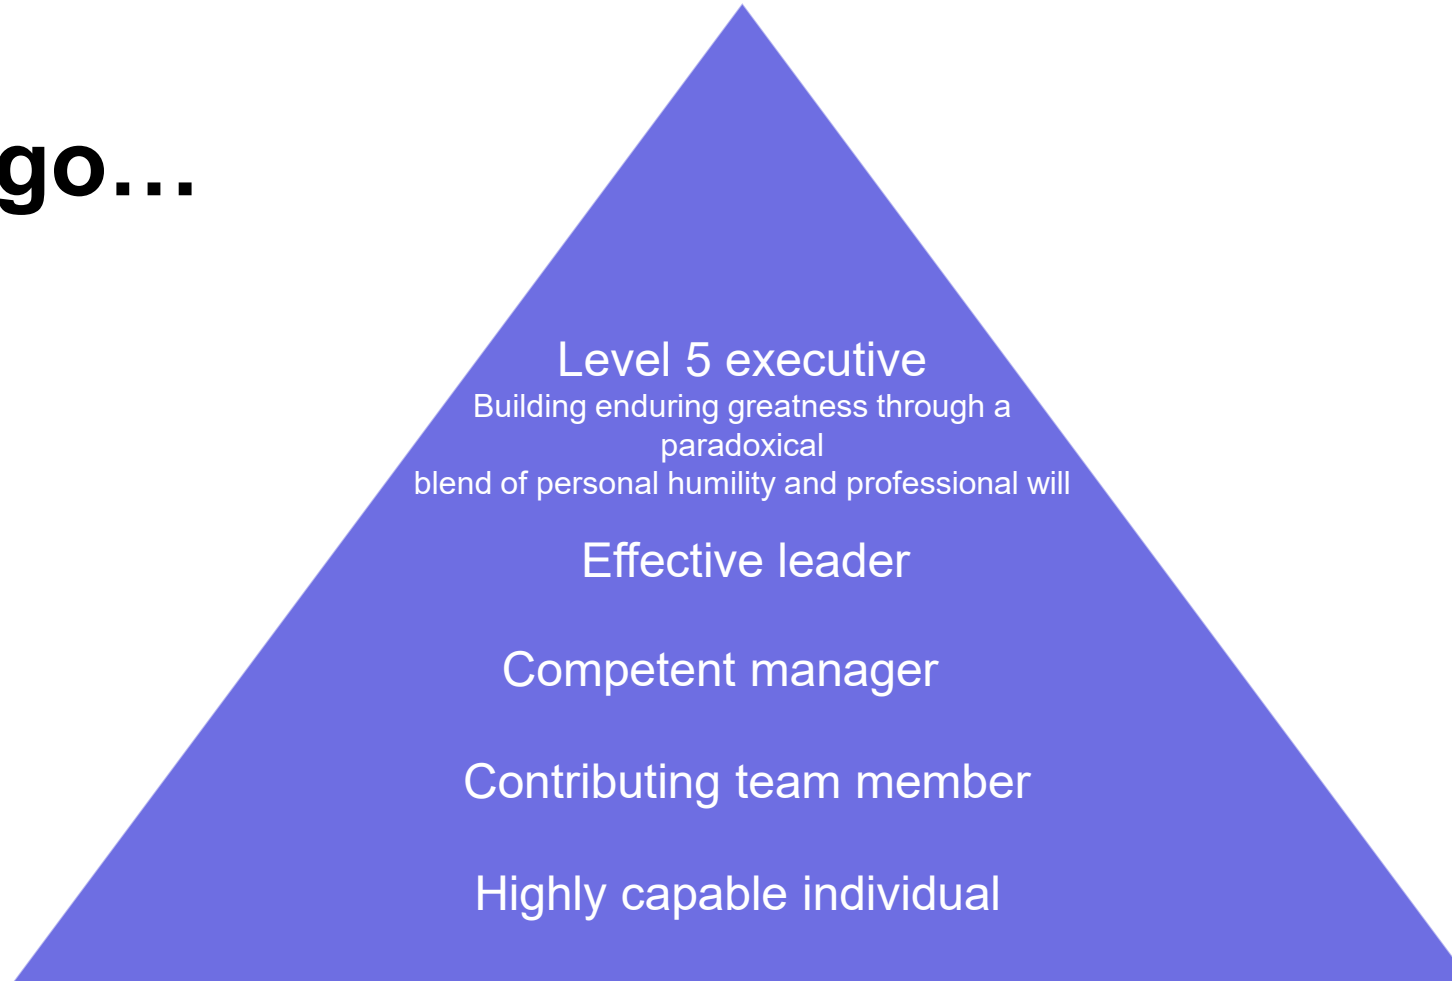 go…
Level 5 executive
Building enduring greatness through a
paradoxical
blend of personal humility and professional will
Effective leader
Competent manager
Contributing team member
Highly capable individual